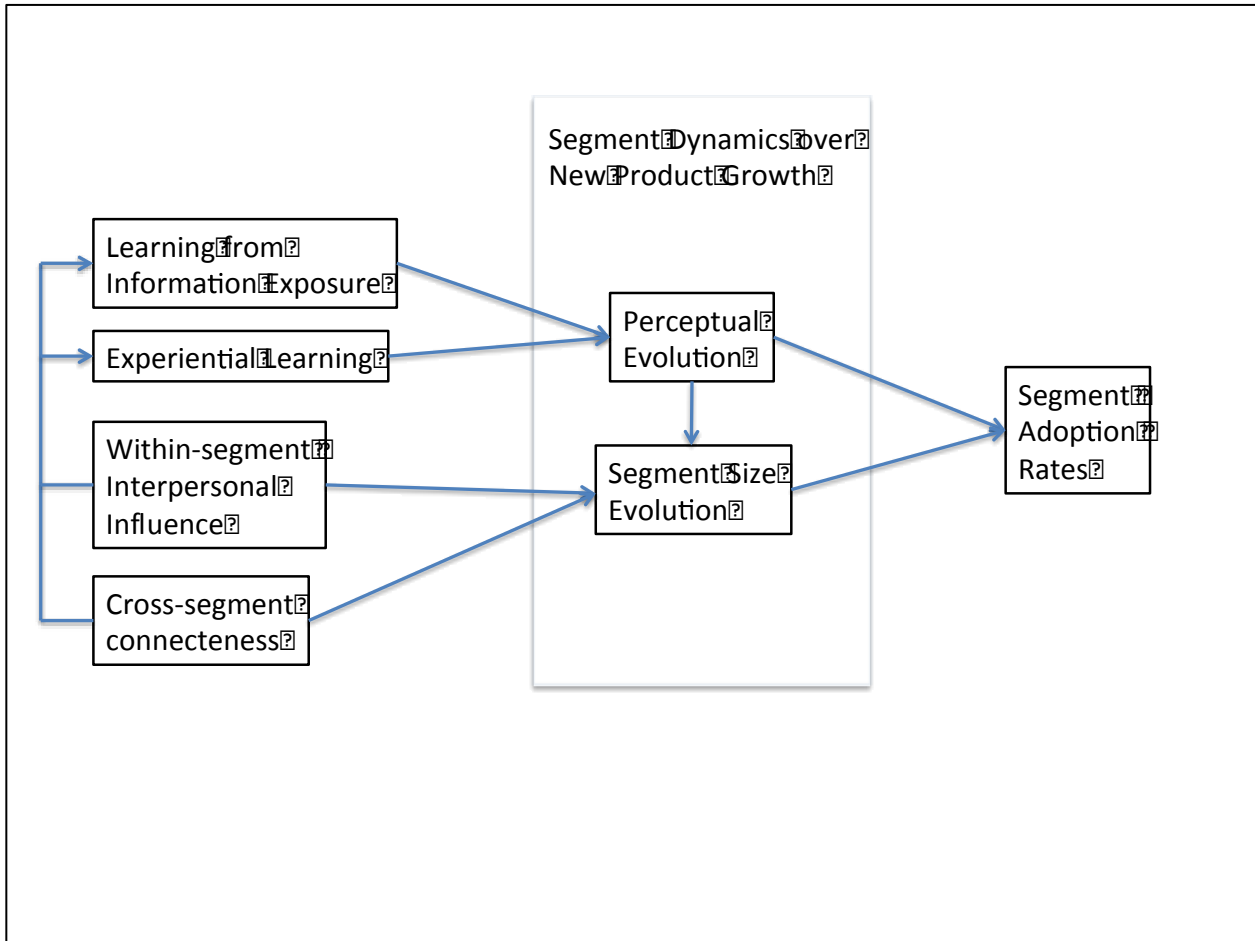 Segment Dynamics over
New Product Growth
Learning from
Information Exposure
Experiential Learning
Within-segment
Interpersonal
Influence
Cross-segment
connecteness
Perceptual
Evolution
Segment Size
Evolution
Segment
Adoption
Rates